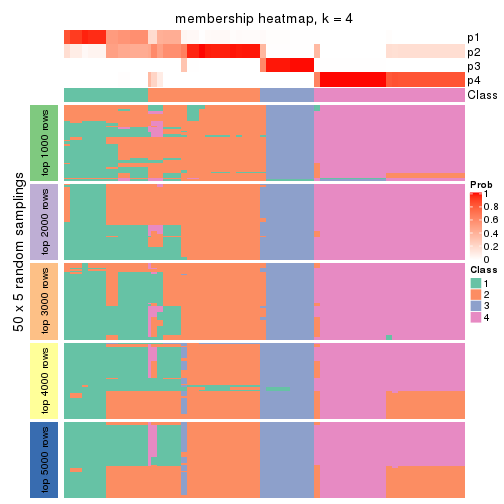 membership heatmap, k = 4
p1
p2
p3
p4
Class
50 x 5 random samplings
top 1000 rows
top 2000 rows
top 3000 rows
top 4000 rows
top 5000 rows
Prob
1
0.8
0.6
0.4
0.2
0
Class
1
2
3
4